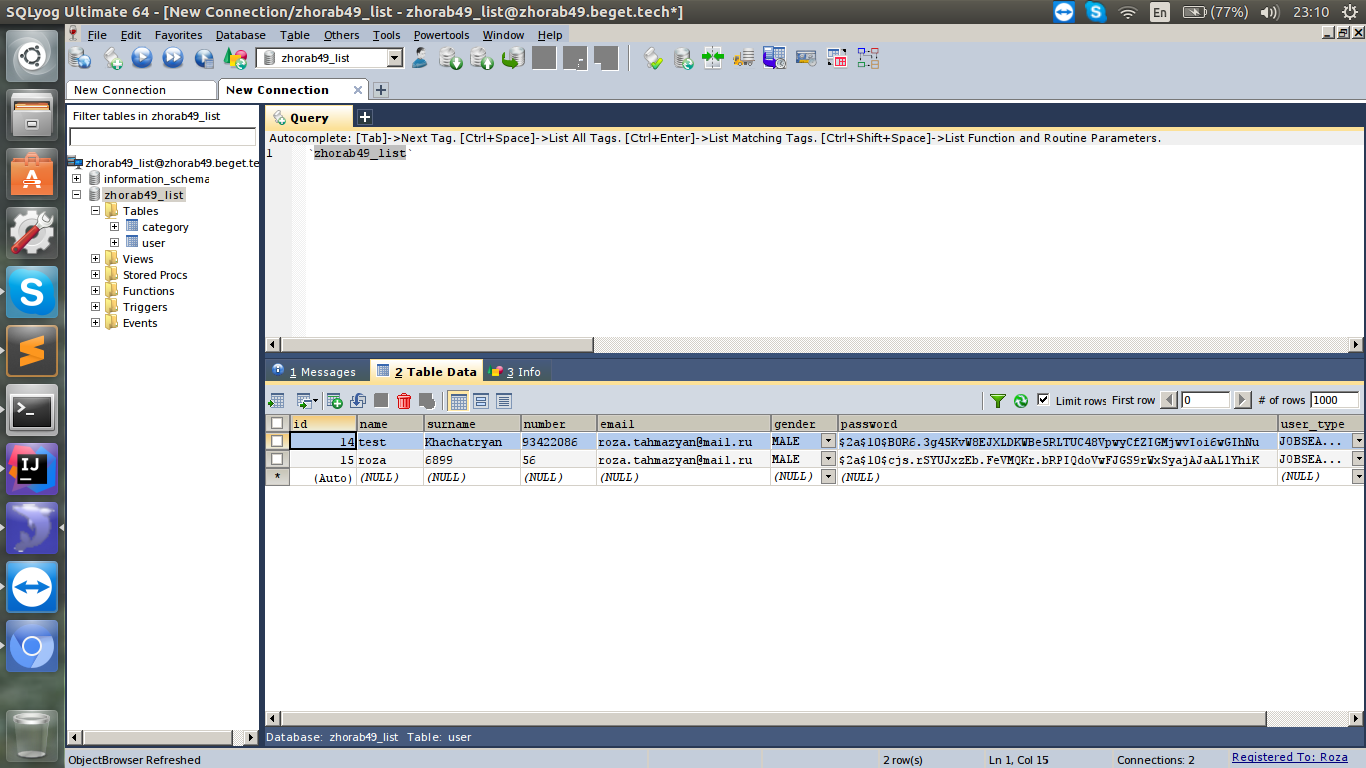 SQLyog Ultimate 64 - [New Connection/zhorab49_list - zhorab49_list@zhorab49.beget.tech*]
En (77%) 23:10
File Edit Favorites Database Table Others Tools Powertools Window Help
zhorab49_list
New Connection New Connection
Filter tables in zhorab49_list
zhorab49_list@zhorab49.beget.te
information_schema
zhorab49_list
Tables
category
user
Views
Stored Procs
Functions
Triggers
Events
Query
Autocomplete: [Tab]->Next Tag. [Ctrl+Space]->List All Tags. [Ctrl+Enter]->List Matching Tags. [Ctrl+Shift+Space]->List Function and Routine Parameters.
1 `zhorab49_list`
1 Messages 2 Table Data 3 Info
Limit rows First row 0 # of rows 1000
id name surname number email gender password user_type
14 test Khachatryan 93422086 roza.tahmazyan@mail.ru MALE $2a$10$BOR6.3g45KvW8EJXLDKWBe5RLTUC48VpwyCfZIGMjwvIoi6wGIhNu JOBSEA...
15 roza 6899 56 roza.tahmazyan@mail.ru MALE $2a$10$cjs.rSYUJxzEb.FeVMQKr.bRPIQdoVwFJGS9rWxSyajAJaAL1YhiK JOBSEA...
* (Auto) (NULL) (NULL) (NULL) (NULL) (NULL) (NULL) (NULL)
Database: zhorab49_list Table: user
ObjectBrowser Refreshed 2 row(s) Ln 1, Col 15 Connections: 2 Registered To: Roza